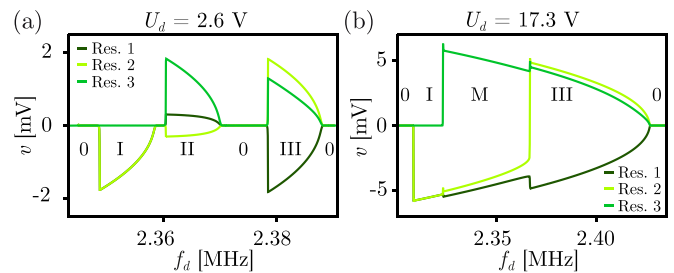 (a) U_d = 2.6 V
Res. 1
Res. 2
Res. 3
2
0
-2
v [mV]
0 I II 0 III 0
2.36 2.38
f_d [MHz]
(b) U_d = 17.3 V
5
0
-5
v [mV]
0 I M III 0
Res. 1
Res. 2
Res. 3
2.35 2.40
f_d [MHz]